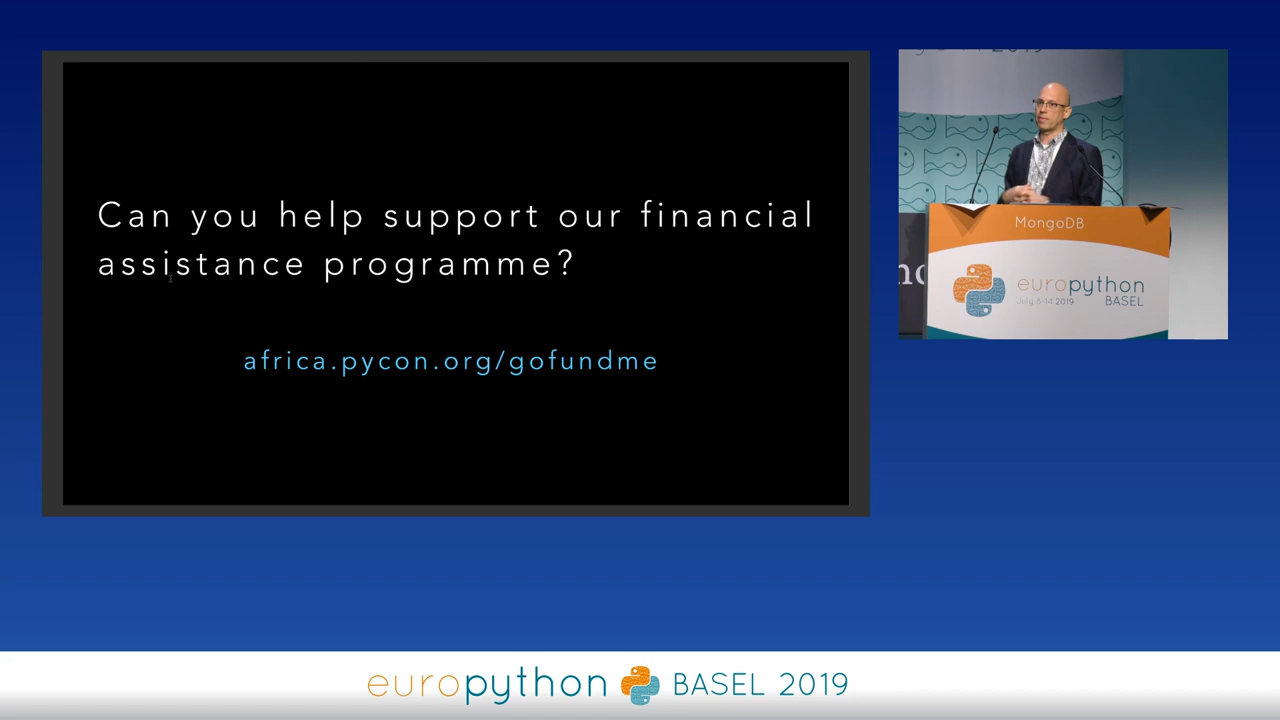 Can you help support our financial
assistance programme?
africa.pycon.org/gofundme
2019
MongoDB
europython
July 8-14 2019
BASEL
europython BASEL 2019